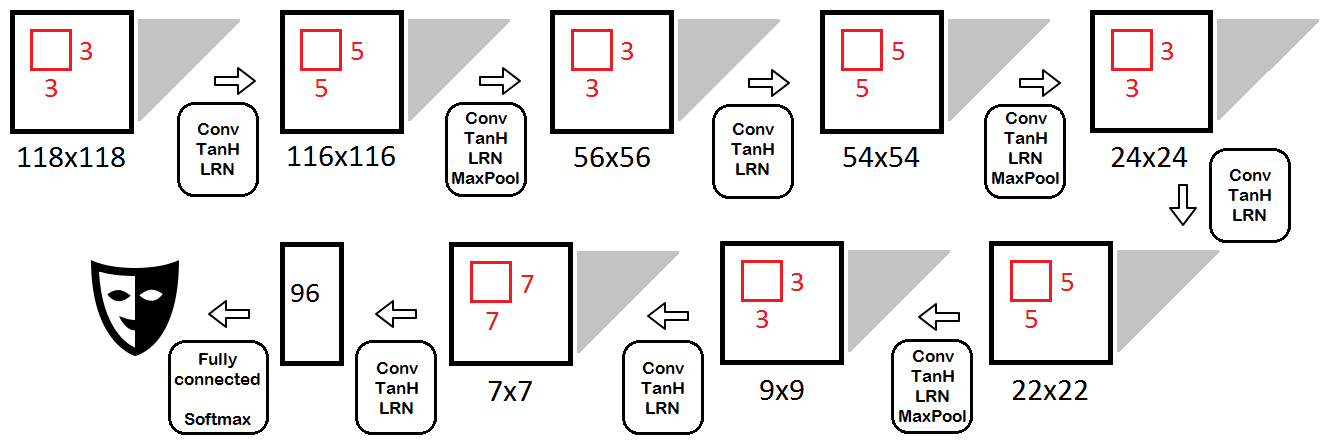 3
3
118x118
Conv
TanH
LRN
5
5
116x116
Conv
TanH
LRN
MaxPool
3
3
56x56
Conv
TanH
LRN
5
5
54x54
Conv
TanH
LRN
MaxPool
3
3
24x24
Conv
TanH
LRN
5
5
22x22
Conv
TanH
LRN
MaxPool
3
3
9x9
Conv
TanH
LRN
7
7
7x7
Conv
TanH
LRN
96
Fully
connected
Softmax